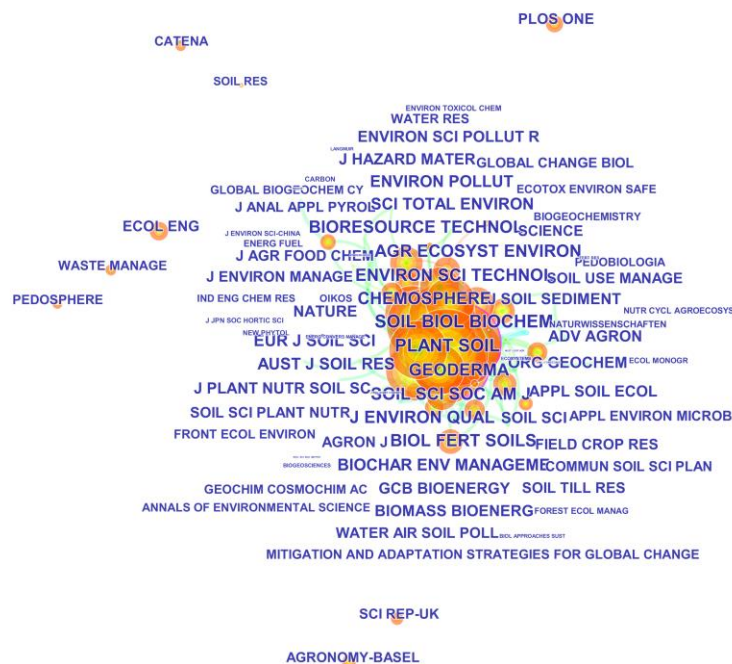 PLOS ONE
CATENA
SOIL RES
ENVIRON TOXICOL CHEM
WATER RES
ENVIRON SCI POLLUT R
LANGMUIR
J HAZARD MATER
GLOBAL CHANGE BIOL
CARBON
ENVIRON POLLUT
GLOBAL BIOGEOCHEM CY
ECOTOX ENVIRON SAFE
J ANAL APPL PYROL
SCI TOTAL ENVIRON
BIOGEOCHEMISTRY
ECOL ENG
BIORESOURCE TECHNOL
SCIENCE
J ENVIRON SCI-CHINA
ENERG FUEL
J AGR FOOD CHEM
AGR ECOSYST ENVIRON
WASTE MANAGE
PEDOBIOLOGIA
J ENVIRON MANAGE
ENVIRON SCI TECHNOL
SOIL USE MANAGE
PEDOSPHERE
IND ENG CHEM RES
OIKOS
CHEMOSPHERE
J SOIL SEDIMENT
NATURE
NUTR CYCL AGROECOSYS
J JPN SOC HORTIC SCI
SOIL BIOL BIOCHEM
NATURWISSENSCHAFTEN
NEW PHYTOL
EUR J SOIL SCI
PLANT SOIL
ADV AGRON
ECOSYSTEMS
AUST J SOIL RES
GEODERMA
ORG GEOCHEM
ECOL MONOGR
J PLANT NUTR SOIL SC
SOIL SCI SOC AM J
APPL SOIL ECOL
SOIL SCI PLANT NUTR
J ENVIRON QUAL
SOIL SCI
APPL ENVIRON MICROB
FRONT ECOL ENVIRON
AGRON J
BIOL FERT SOILS
FIELD CROP RES
BIOGEOSCIENCES
BIOCHAR ENV MANAGEME
COMMUN SOIL SCI PLAN
GEOCHIM COSMOCHIM AC
GCB BIOENERGY
SOIL TILL RES
ANNALS OF ENVIRONMENTAL SCIENCE
BIOMASS BIOENERG
FOREST ECOL MANAG
WATER AIR SOIL POLL
BIOL APPROACHES SUST
MITIGATION AND ADAPTATION STRATEGIES FOR GLOBAL CHANGE
SCI REP-UK
AGRONOMY-BASEL